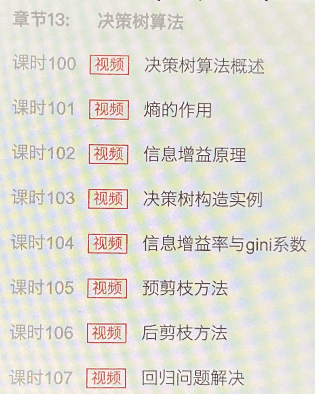 章节13: 决策树算法
课时100 视频 决策树算法概述
课时101 视频 熵的作用
课时102 视频 信息增益原理
课时103 视频 决策树构造实例
课时104 视频 信息增益率与gini系数
课时105 视频 预剪枝方法
课时106 视频 后剪枝方法
课时107 视频 回归问题解决